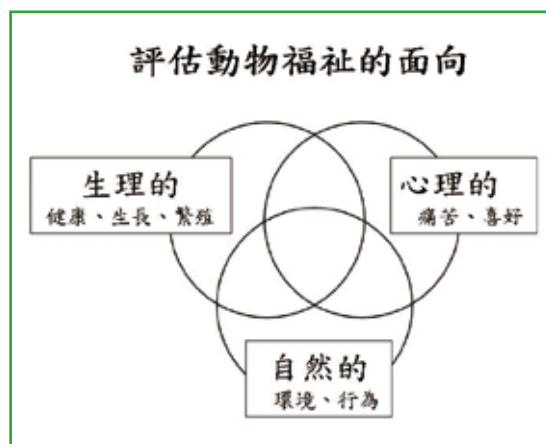 評估動物福祉的面向
生理的
健康、生長、繁殖
心理的
痛苦、喜好
自然的
環境、行為